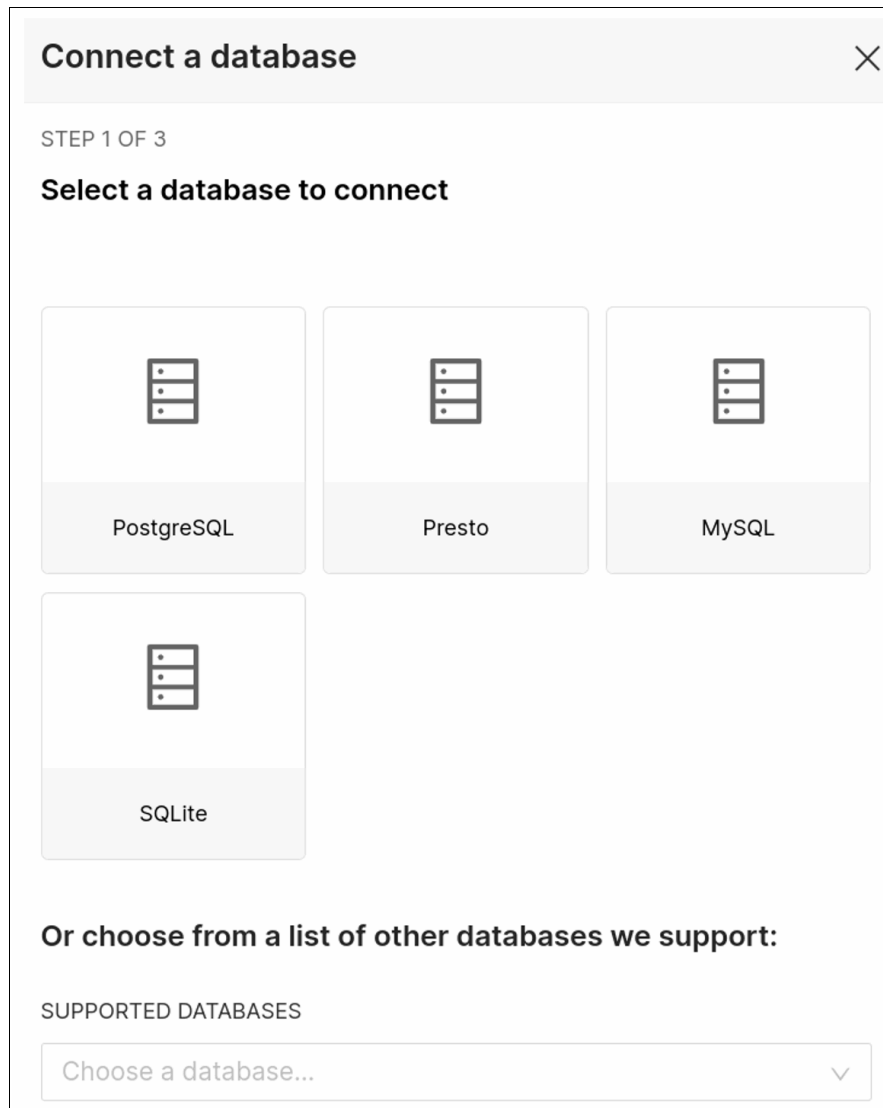 Connect a database
STEP 1 OF 3
Select a database to connect
PostgreSQL
Presto
MySQL
SQLite
Or choose from a list of other databases we support:
SUPPORTED DATABASES
Choose a database...